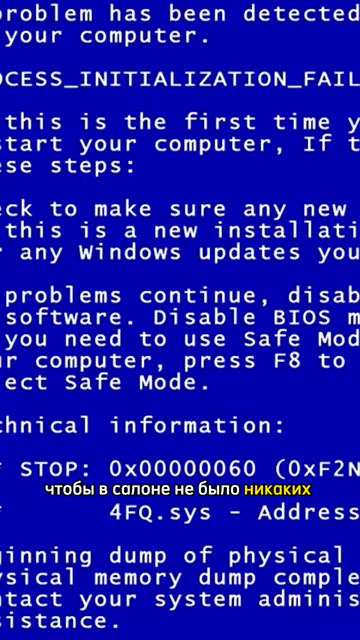 problem has been detected
your computer.
OCESS_INITIALIZATION_FAIL
this is the first time y
start your computer, If t
ese steps:
eck to make sure any new
this is a new installati
r any Windows updates you
problems continue, disab
software. Disable BIOS m
you need to use Safe Mod
ur computer, press F8 to
lect Safe Mode.
chnical information:
* STOP: 0x00000060 (0xF2N
чтобы в салоне не было никаких
* 4FQ.sys - Address
ginning dump of physical
ysical memory dump comple
ntact your system adminis
sistance.